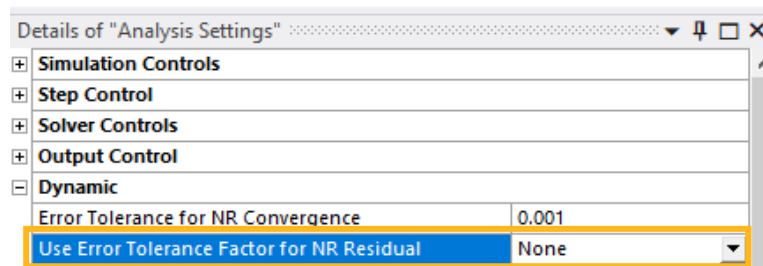 Details of "Analysis Settings"
Simulation Controls
Step Control
Solver Controls
Output Control
Dynamic
Error Tolerance for NR Convergence 0.001
Use Error Tolerance Factor for NR Residual None